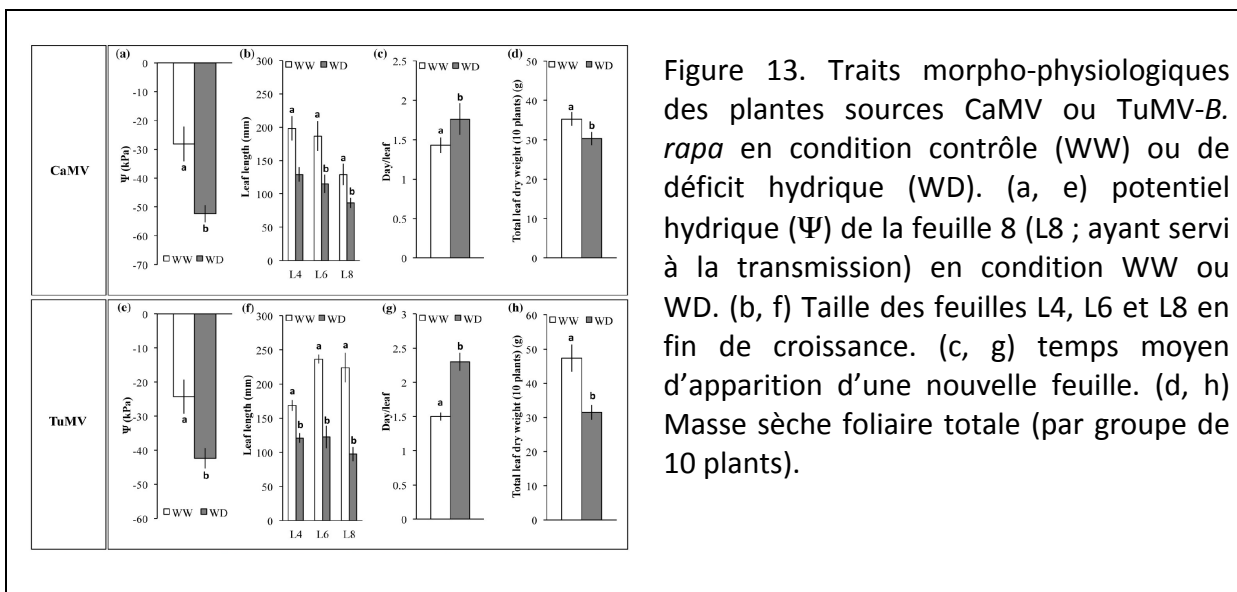 (a)
(b)
(c)
(d)
CaMV
Ψ (kPa)
0
-10
-20
-30
-40
-50
-60
-70
a
b
WW WD
Leaf length (mm)
300
250
200
150
100
50
0
WW WD
a
a
b
a
b
L4 L6 L8
Day/leaf
2.5
2
1.5
1
0.5
0
WW WD
a
b
Total leaf dry weight (10 plants) (g)
50
40
30
20
10
0
WW WD
a
b
(e)
(f)
(g)
(h)
TuMV
Ψ (kPa)
0
-10
-20
-30
-40
-50
-60
a
b
WW WD
Leaf length (mm)
300
250
200
150
100
50
0
WW WD
a
b
a
b
a
b
L4 L6 L8
Day/leaf
3
2.5
2
1.5
1
0.5
0
WW WD
a
b
Total leaf dry weight (10 plants) (g)
60
50
40
30
20
10
0
WW WD
a
b
Figure 13. Traits morpho-physiologiques
des plantes sources CaMV ou TuMV-B.
rapa en condition contrôle (WW) ou de
déficit hydrique (WD). (a, e) potentiel
hydrique (Ψ) de la feuille 8 (L8 ; ayant servi
à la transmission) en condition WW ou
WD. (b, f) Taille des feuilles L4, L6 et L8 en
fin de croissance. (c, g) temps moyen
d’apparition d’une nouvelle feuille. (d, h)
Masse sèche foliaire totale (par groupe de
10 plants).